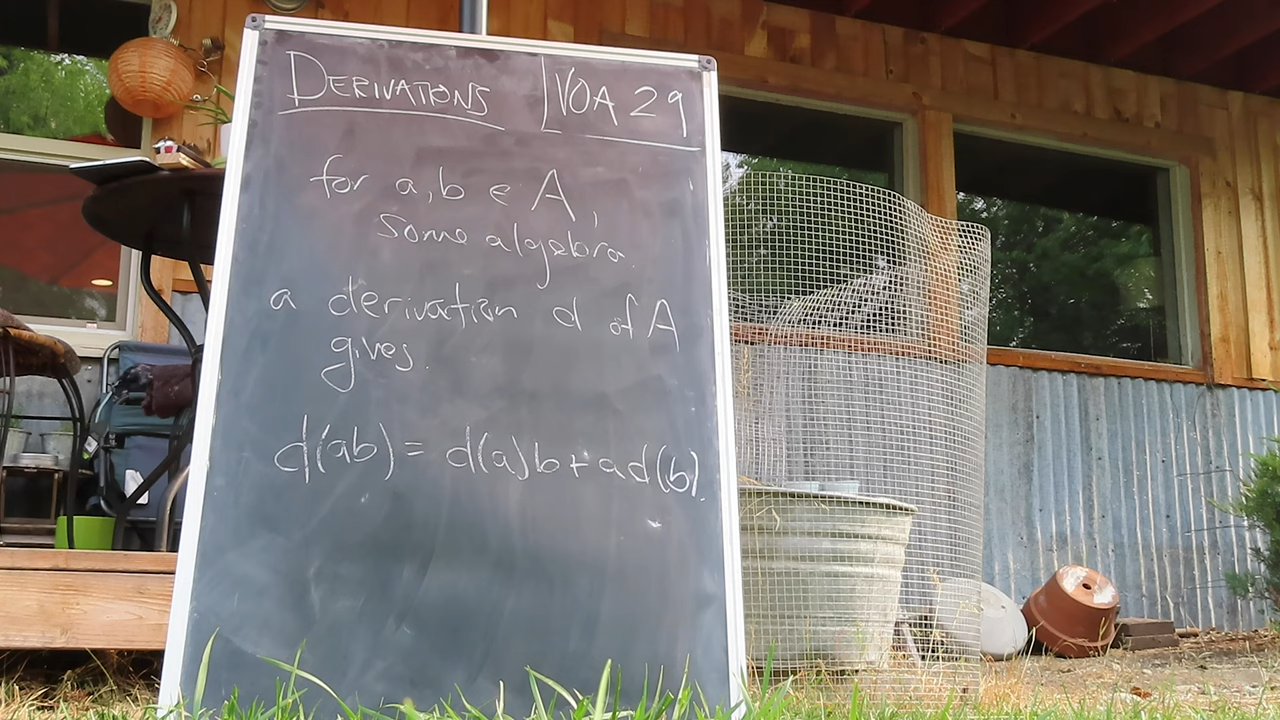 DERIVATIONS VOA 29
for a,b ∈ A,
some algebra.
a derivation d of A
gives.
d(ab) = d(a)b + ad(b).